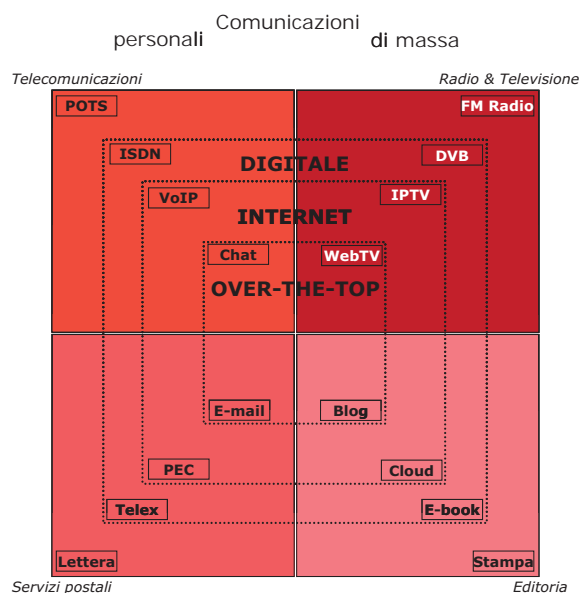 Comunicazioni
personali di massa
Telecomunicazioni Radio & Televisione
POTS FM Radio
ISDN DVB
DIGITALE
VoIP IPTV
INTERNET
Chat WebTV
OVER-THE-TOP
E-mail Blog
PEC Cloud
Telex E-book
Lettera Stampa
Servizi postali Editoria